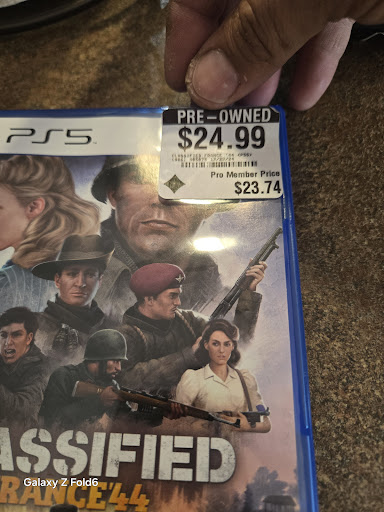 PS5
PRE-OWNED
$24.99
Pro Member Price
$23.74
ASSIFIED
RANCE'44
Galaxy Z Fold6